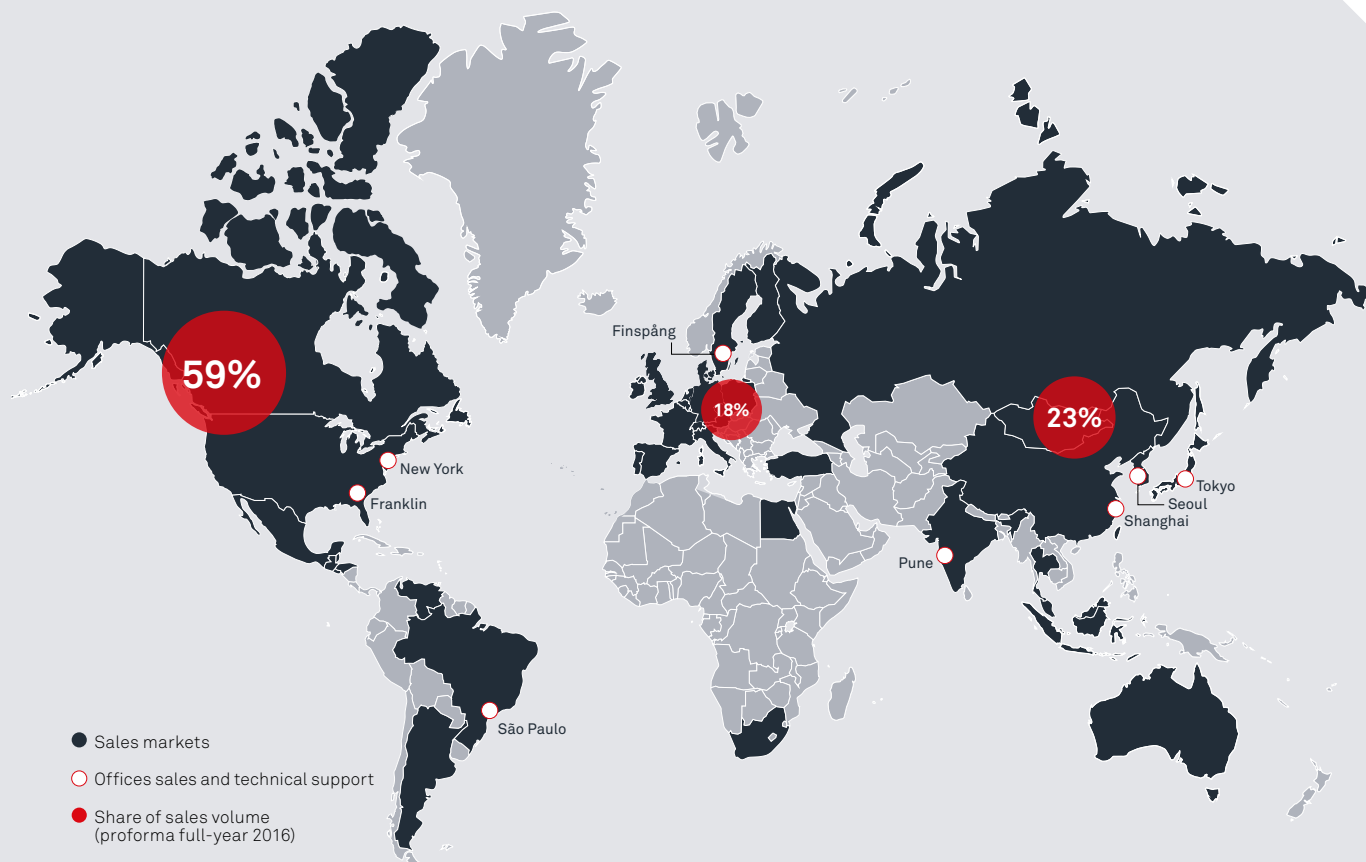 Finspång
59%
18%
23%
New York
Franklin
Tokyo
Seoul
Shanghai
Pune
São Paulo
Sales markets
Offices sales and technical support
Share of sales volume
(proforma full-year 2016)